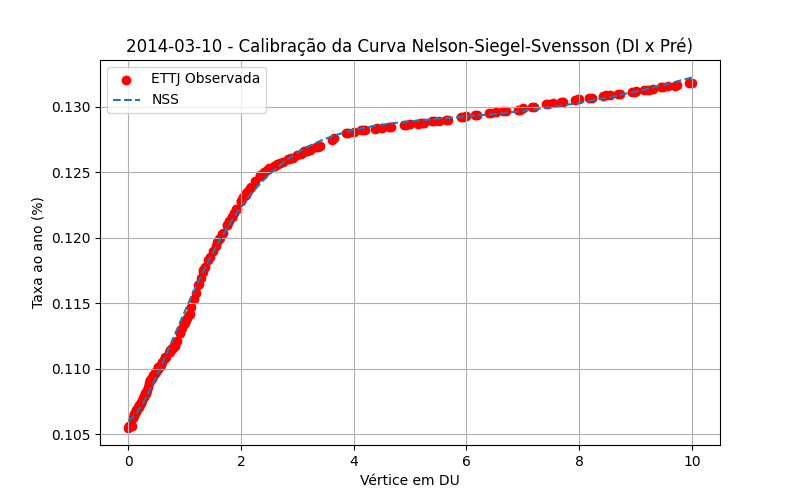 2014-03-10 - Calibração da Curva Nelson-Siegel-Svensson (DI x Pré)
ETTJ Observada
NSS
Taxa ao ano (%)
0.130
0.125
0.120
0.115
0.110
0.105
0 2 4 6 8 10
Vértice em DU